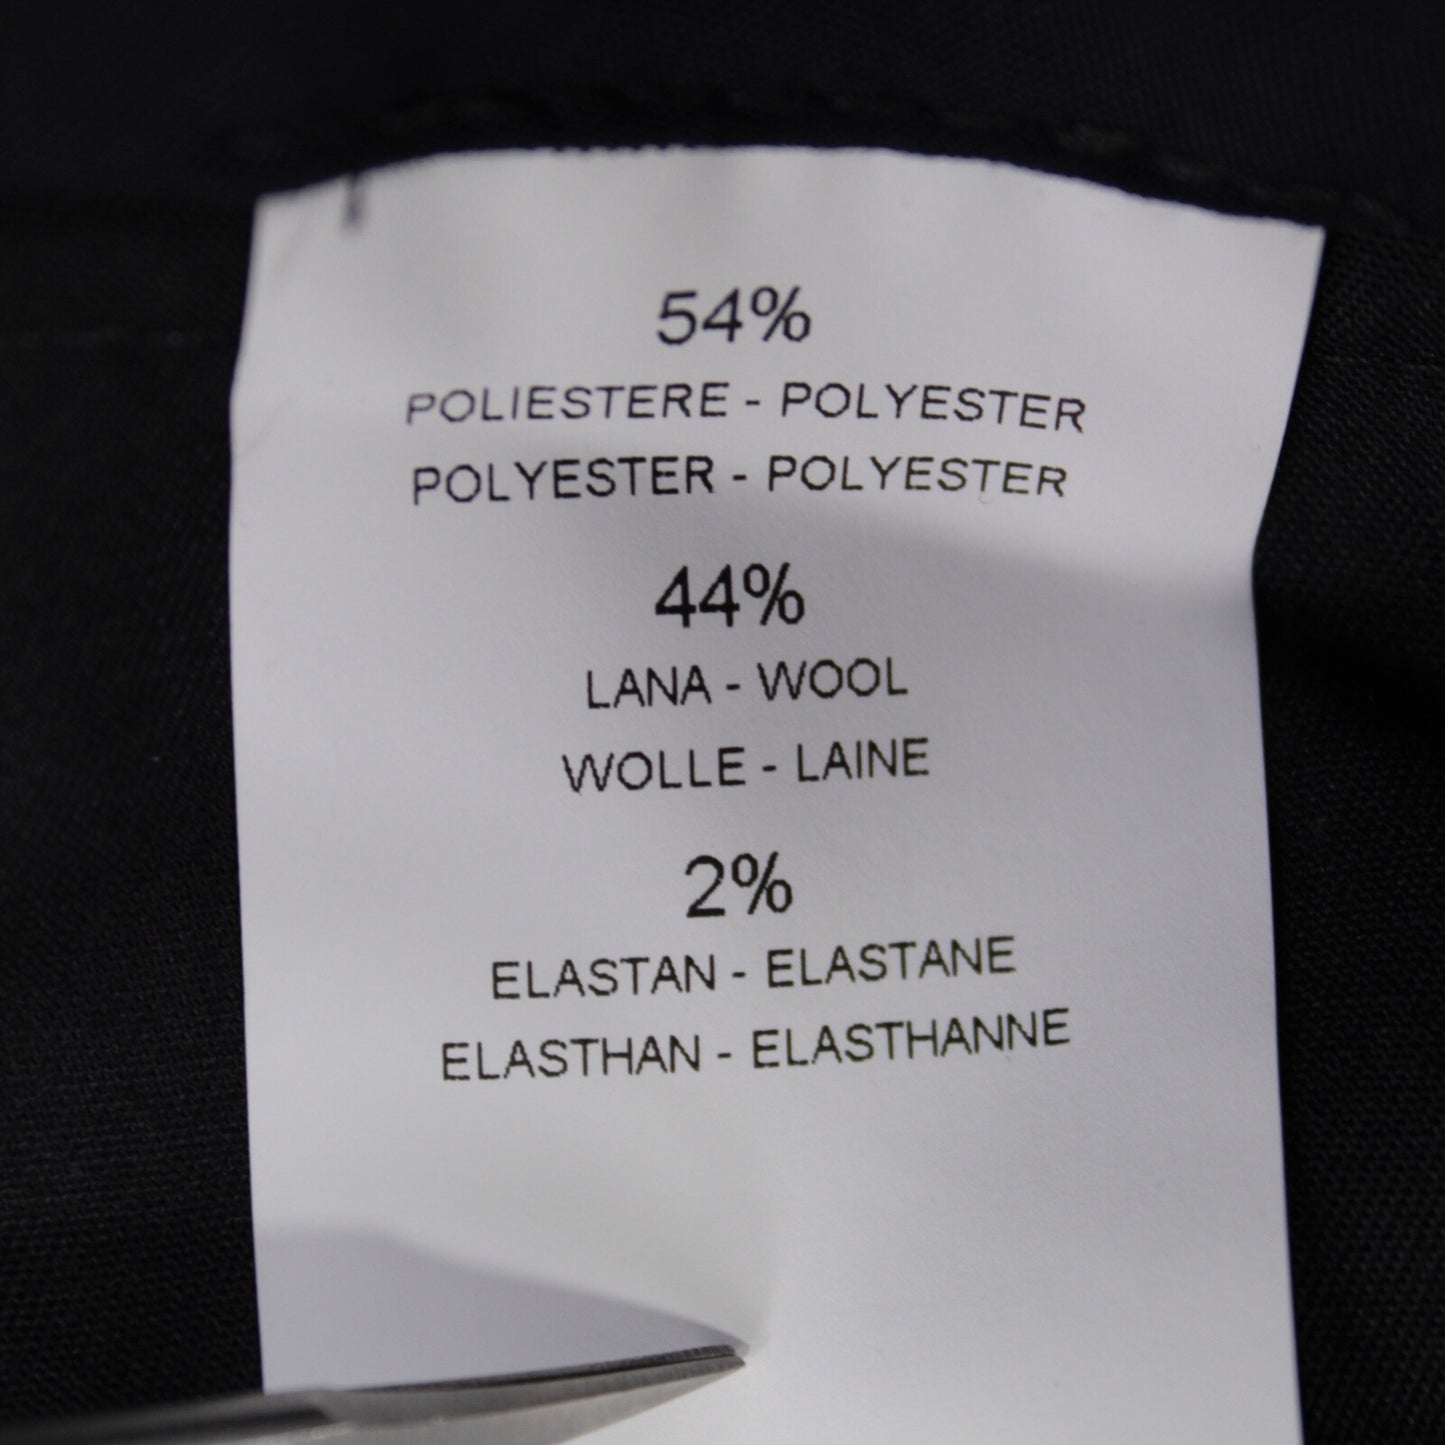 54%
POLIESTERE - POLYESTER
POLYESTER - POLYESTER
44%
LANA - WOOL
WOLLE - LAINE
2%
ELASTAN - ELASTANE
ELASTHAN - ELASTHANNE